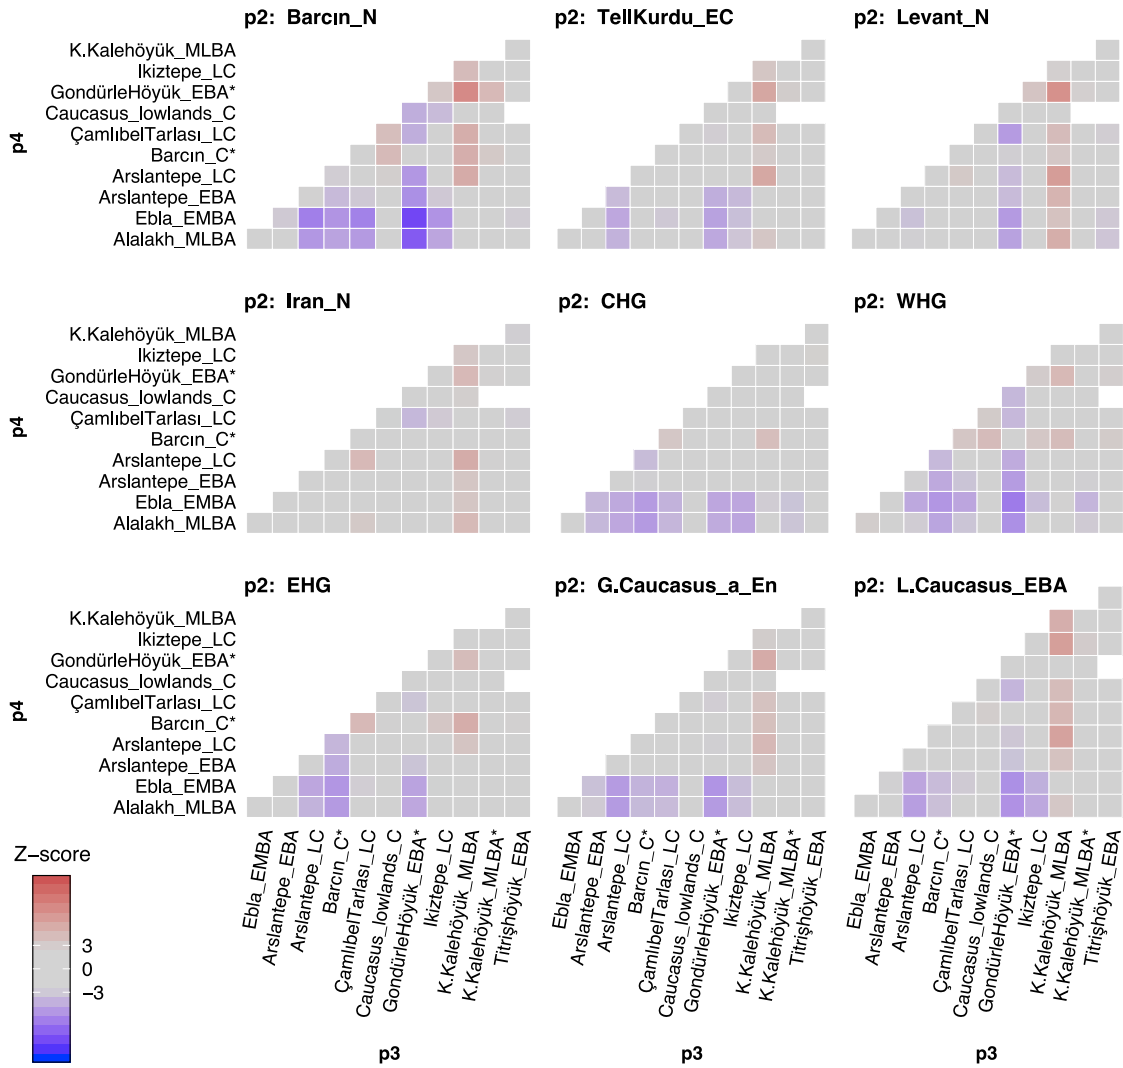 p2: Barcın_N
p2: TellKurdu_EC
p2: Levant_N
p4
K.Kalehöyük_MLBA
Ikiztepe_LC
GondürleHöyük_EBA*
Caucasus_lowlands_C
ÇamlıbelTarlası_LC
Barcın_C*
Arslantepe_LC
Arslantepe_EBA
Ebla_EMBA
Alalakh_MLBA
p2: Iran_N
p2: CHG
p2: WHG
p4
K.Kalehöyük_MLBA
Ikiztepe_LC
GondürleHöyük_EBA*
Caucasus_lowlands_C
ÇamlıbelTarlası_LC
Barcın_C*
Arslantepe_LC
Arslantepe_EBA
Ebla_EMBA
Alalakh_MLBA
p2: EHG
p2: G.Caucasus_a_En
p2: L.Caucasus_EBA
p4
K.Kalehöyük_MLBA
Ikiztepe_LC
GondürleHöyük_EBA*
Caucasus_lowlands_C
ÇamlıbelTarlası_LC
Barcın_C*
Arslantepe_LC
Arslantepe_EBA
Ebla_EMBA
Alalakh_MLBA
Z−score
3
0
−3
Ebla_EMBA
Arslantepe_EBA
Arslantepe_LC
Barcın_C*
ÇamlıbelTarlası_LC
Caucasus_lowlands_C
GondürleHöyük_EBA*
Ikiztepe_LC
K.Kalehöyük_MLBA
K.Kalehöyük_MLBA*
Titrişhöyük_EBA
Ebla_EMBA
Arslantepe_EBA
Arslantepe_LC
Barcın_C*
ÇamlıbelTarlası_LC
Caucasus_lowlands_C
GondürleHöyük_EBA*
Ikiztepe_LC
K.Kalehöyük_MLBA
K.Kalehöyük_MLBA*
Titrişhöyük_EBA
Ebla_EMBA
Arslantepe_EBA
Arslantepe_LC
Barcın_C*
ÇamlıbelTarlası_LC
Caucasus_lowlands_C
GondürleHöyük_EBA*
Ikiztepe_LC
K.Kalehöyük_MLBA
K.Kalehöyük_MLBA*
Titrişhöyük_EBA
p3
p3
p3